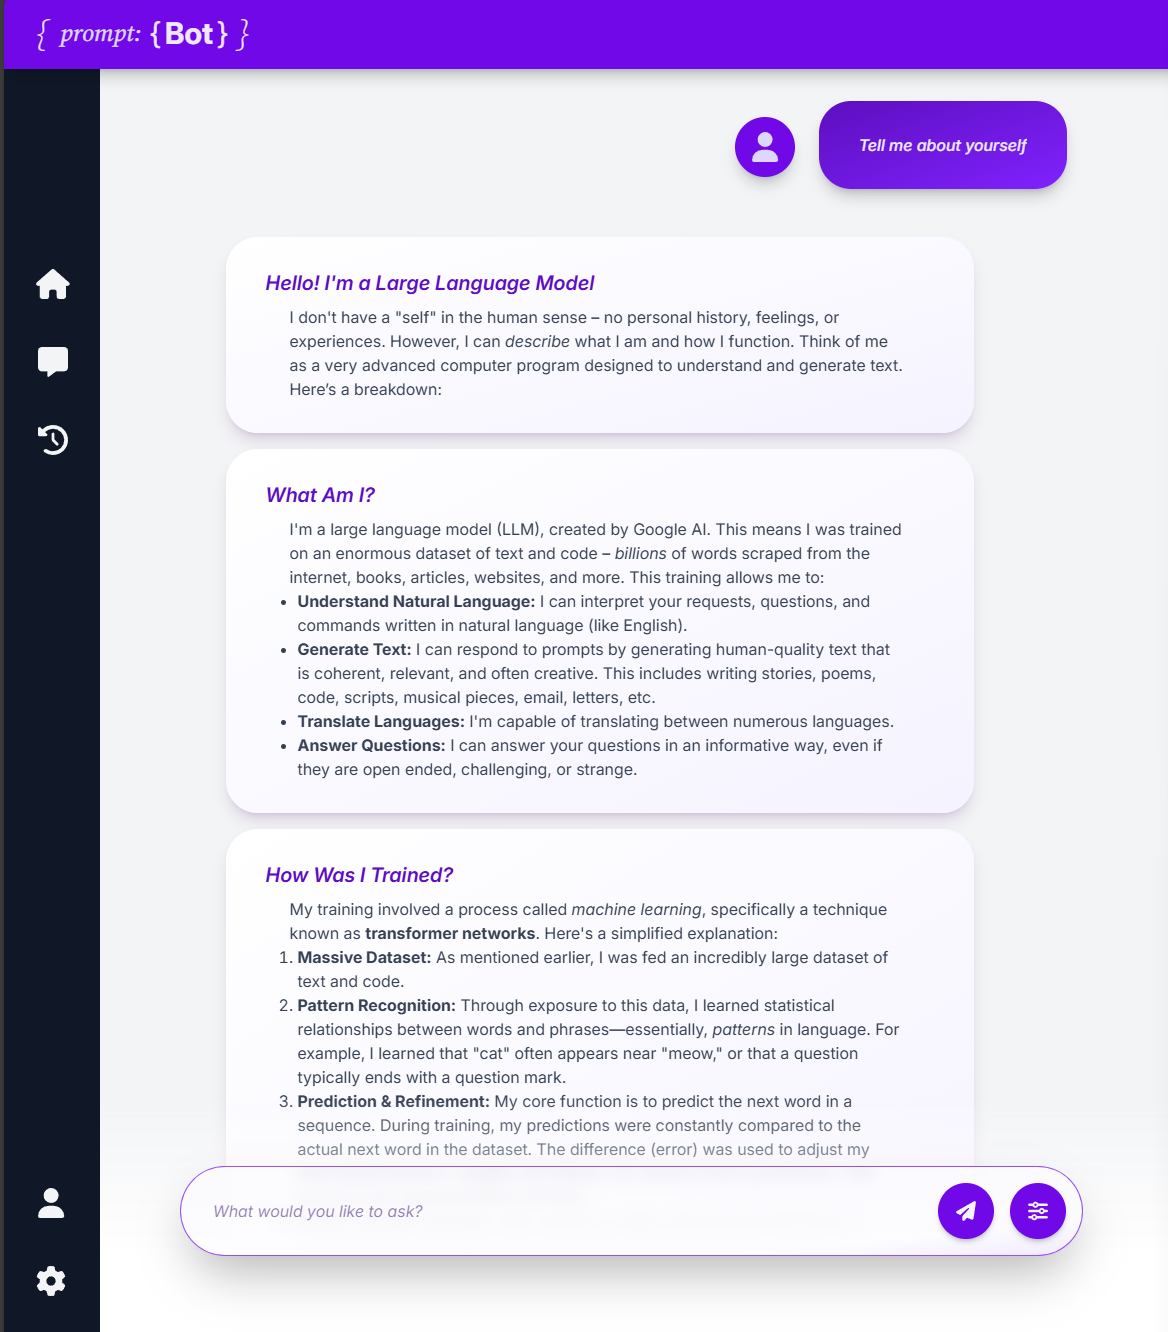 { prompt: {Bot} }
Tell me about yourself
Hello! I'm a Large Language Model
I don't have a "self" in the human sense – no personal history, feelings, or
experiences. However, I can describe what I am and how I function. Think of me
as a very advanced computer program designed to understand and generate text.
Here’s a breakdown:
What Am I?
I'm a large language model (LLM), created by Google AI. This means I was trained
on an enormous dataset of text and code – billions of words scraped from the
internet, books, articles, websites, and more. This training allows me to:
• Understand Natural Language: I can interpret your requests, questions, and
commands written in natural language (like English).
• Generate Text: I can respond to prompts by generating human-quality text that
is coherent, relevant, and often creative. This includes writing stories, poems,
code, scripts, musical pieces, email, letters, etc.
• Translate Languages: I'm capable of translating between numerous languages.
• Answer Questions: I can answer your questions in an informative way, even if
they are open ended, challenging, or strange.
How Was I Trained?
My training involved a process called machine learning, specifically a technique
known as transformer networks. Here's a simplified explanation:
1. Massive Dataset: As mentioned earlier, I was fed an incredibly large dataset of
text and code.
2. Pattern Recognition: Through exposure to this data, I learned statistical
relationships between words and phrases—essentially, patterns in language. For
example, I learned that "cat" often appears near "meow," or that a question
typically ends with a question mark.
3. Prediction & Refinement: My core function is to predict the next word in a
sequence. During training, my predictions were constantly compared to the
actual next word in the dataset. The difference (error) was used to adjust my
What would you like to ask?